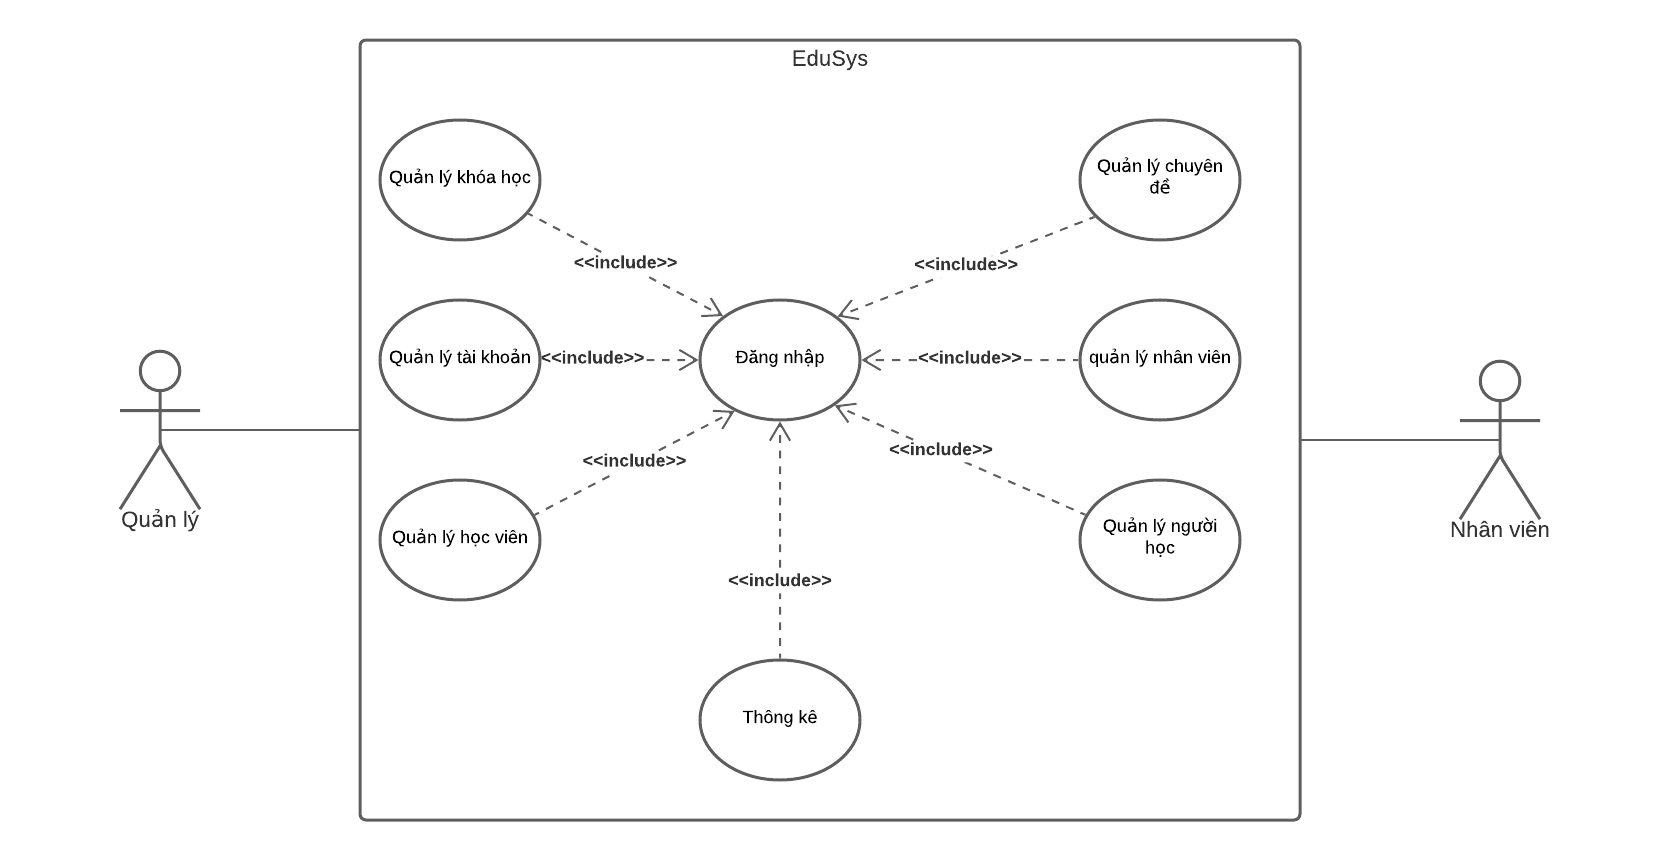 EduSys
Quản lý khóa học
Quản lý chuyên
đề
<<include>>
<<include>>
Quản lý tài khoản
<<include>>
Đăng nhập
<<include>>
quản lý nhân viên
<<include>>
<<include>>
Quản lý
Nhân viên
Quản lý học viên
Quản lý người
học
<<include>>
Thông kê